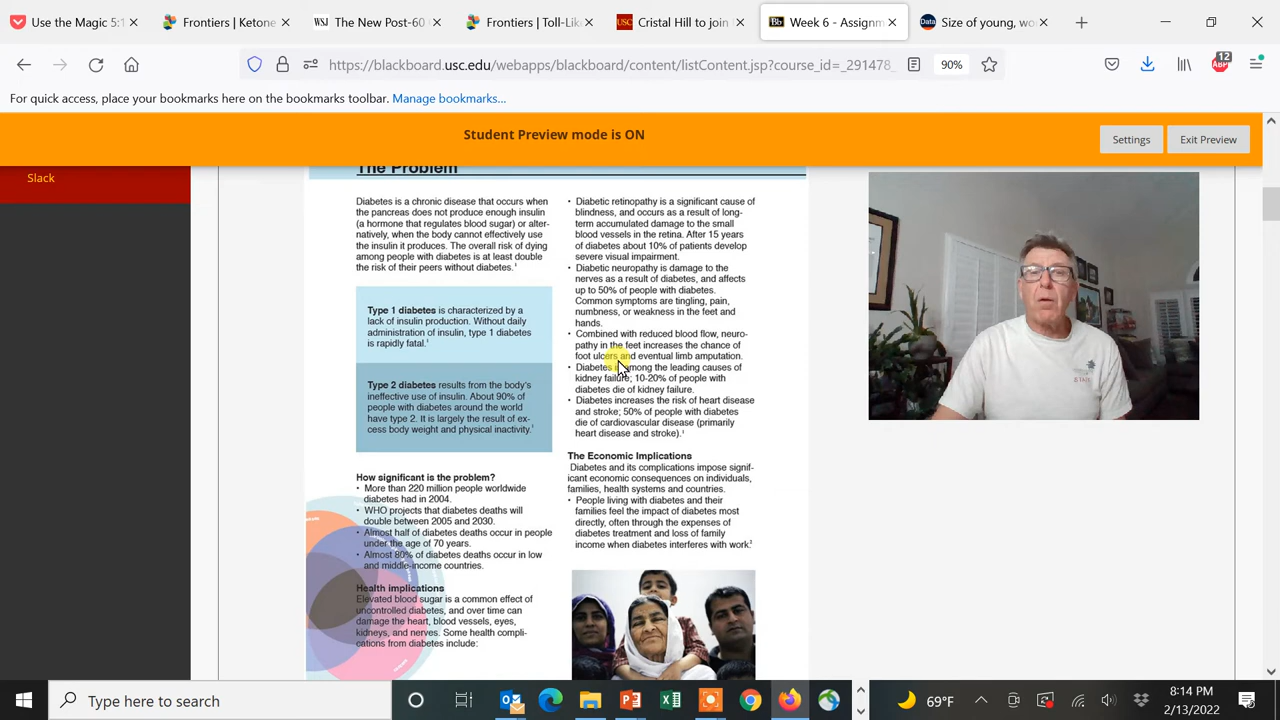 Use the Magic 5:1
Frontiers | Ketone
WSJ The New Post-60
Frontiers | Toll-Lik
USC Cristal Hill to join
Bb Week 6 - Assignm
Data Size of young, wo
https://blackboard.usc.edu/webapps/blackboard/content/listContent.jsp?course_id=_291478_
90%
12
ABP
For quick access, place your bookmarks here on the bookmarks toolbar. Manage bookmarks...
Student Preview mode is ON
Settings
Exit Preview
Slack
The Problem
Diabetes is a chronic disease that occurs when
the pancreas does not produce enough insulin
(a hormone that regulates blood sugar) or alter-
natively, when the body cannot effectively use
the insulin it produces. The overall risk of dying
among people with diabetes is at least double
the risk of their peers without diabetes.¹
Type 1 diabetes is characterized by a
lack of insulin production. Without daily
administration of insulin, type 1 diabetes
is rapidly fatal.¹
Type 2 diabetes results from the body's
ineffective use of insulin. About 90% of
people with diabetes around the world
have type 2. It is largely the result of ex-
cess body weight and physical inactivity.¹
How significant is the problem?
• More than 220 million people worldwide
diabetes had in 2004.
• WHO projects that diabetes deaths will
double between 2005 and 2030.
• Almost half of diabetes deaths occur in people
under the age of 70 years.
• Almost 80% of diabetes deaths occur in low
and middle-income countries.
Health implications
Elevated blood sugar is a common effect of
uncontrolled diabetes, and over time can
damage the heart, blood vessels, eyes,
kidneys, and nerves. Some health compli-
cations from diabetes include:
• Diabetic retinopathy is a significant cause of
blindness, and occurs as a result of long-
term accumulated damage to the small
blood vessels in the retina. After 15 years
of diabetes about 10% of patients develop
severe visual impairment.
• Diabetic neuropathy is damage to the
nerves as a result of diabetes, and affects
up to 50% of people with diabetes.
Common symptoms are tingling, pain,
numbness, or weakness in the feet and
hands.
• Combined with reduced blood flow, neuro-
pathy in the feet increases the chance of
foot ulcers and eventual limb amputation.
• Diabetes is among the leading causes of
kidney failure; 10-20% of people with
diabetes die of kidney failure.
• Diabetes increases the risk of heart disease
and stroke; 50% of people with diabetes
die of cardiovascular disease (primarily
heart disease and stroke).¹
The Economic Implications
Diabetes and its complications impose signif-
icant economic consequences on individuals,
families, health systems and countries.
• People living with diabetes and their
families feel the impact of diabetes most
directly, often through the expenses of
diabetes treatment and loss of family
income when diabetes interferes with work.
Type here to search
69°F
8:14 PM
2/13/2022